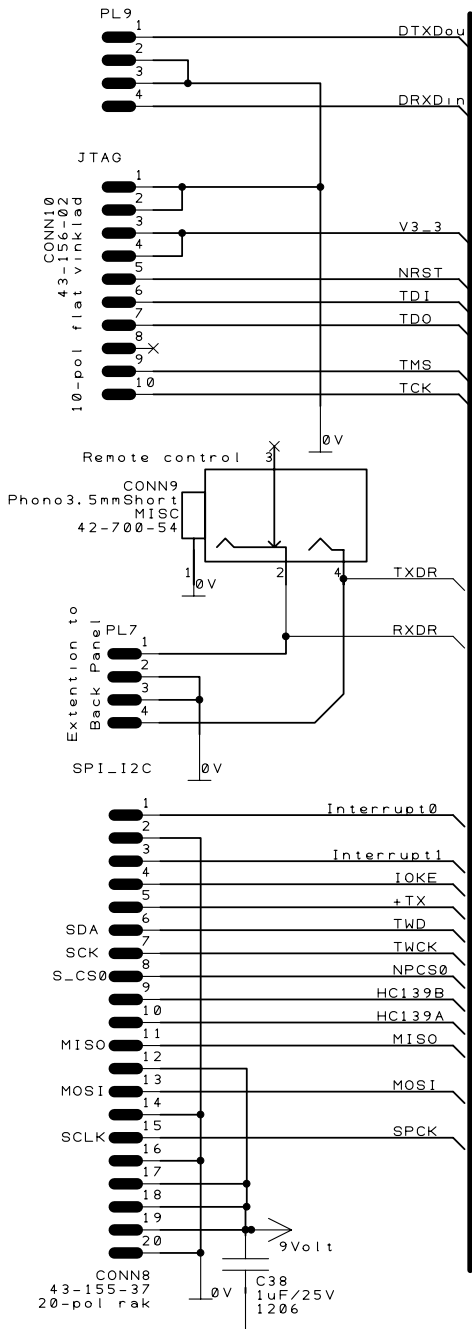 PL9
1 DTXDou
2
3
4 DRXDin
JTAG
CONN10
43-156-02
10-pol flat vinklad
1
2
3 V3_3
4
5 NRST
6 TDI
7 TDO
8
9 TMS
10 TCK
0V
Remote control 3
CONN9
Phono3.5mmShort
MISC
42-700-54
1 0V 2 4
TXDR
RXDR
Extention to
Back Panel
PL7
1
2
3
4
SPI_I2C 0V
1 Interrupt0
2
3 Interrupt1
4 IOKE
5 +TX
SDA 6 TWD
SCK 7 TWCK
S_CS0 8 NPCS0
9 HC139B
10 HC139A
MISO 11 MISO
12
MOSI 13 MOSI
14
SCLK 15 SPCK
16
17
18
19
9Volt
20
CONN8
43-155-37
20-pol rak
0V
C38
1uF/25V
1206